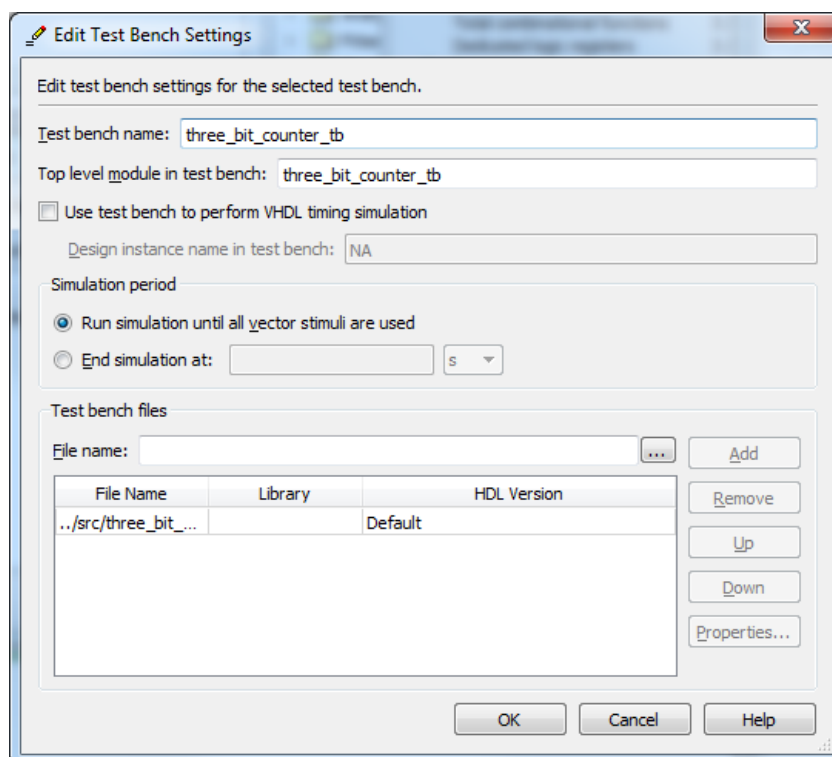 Edit Test Bench Settings
Edit test bench settings for the selected test bench.
Test bench name: three_bit_counter_tb
Top level module in test bench: three_bit_counter_tb
Use test bench to perform VHDL timing simulation
Design instance name in test bench: NA
Simulation period
Run simulation until all vector stimuli are used
End simulation at: s
Test bench files
File name: ... Add
File Name Library HDL Version Remove
../src/three_bit_... Default
Up
Down
Properties...
OK Cancel Help